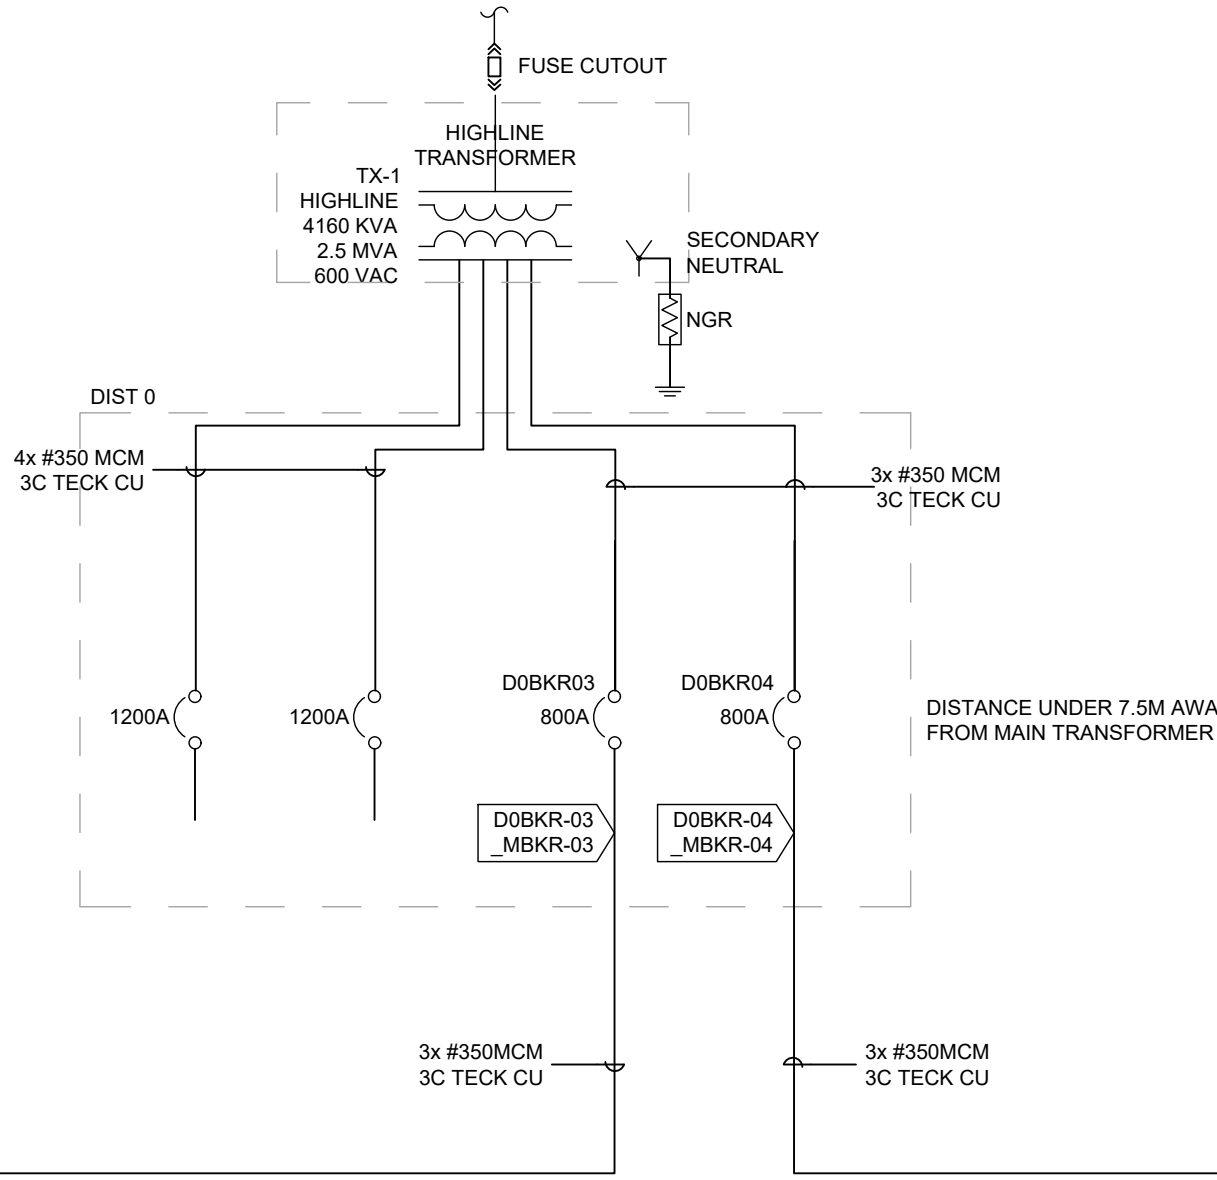 FUSE CUTOUT
HIGHLINE
TRANSFORMER
TX-1
HIGHLINE
4160 KVA
2.5 MVA
600 VAC
SECONDARY
NEUTRAL
NGR
DIST 0
4x #350 MCM
3C TECK CU
3x #350 MCM
3C TECK CU
1200A
1200A
D0BKR03
800A
D0BKR04
800A
DISTANCE UNDER 7.5M AWA
FROM MAIN TRANSFORMER
D0BKR-03
_MBKR-03
D0BKR-04
_MBKR-04
3x #350MCM
3C TECK CU
3x #350MCM
3C TECK CU